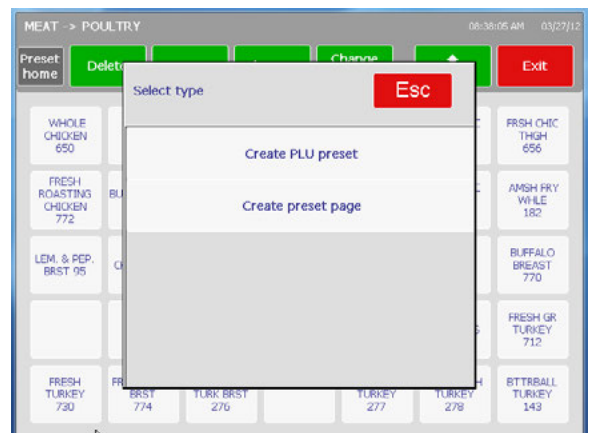 MEAT -> POULTRY
08:38:05 AM 03/27/12
Preset
home
Change
Exit
Select type
Esc
Create PLU preset
Create preset page
WHOLE
CHICKEN
650
FRSH CHIC
THGH
656
FRESH
ROASTING
CHICKEN
772
AMSH FRY
WHLE
182
LEM. & PEP.
BRST 95
BUFFALO
BREAST
770
FRESH GR
TURKEY
712
FRESH
TURKEY
730
BRST
774
TURK BRST
276
TURKEY
277
TURKEY
278
BTTRBALL
TURKEY
143